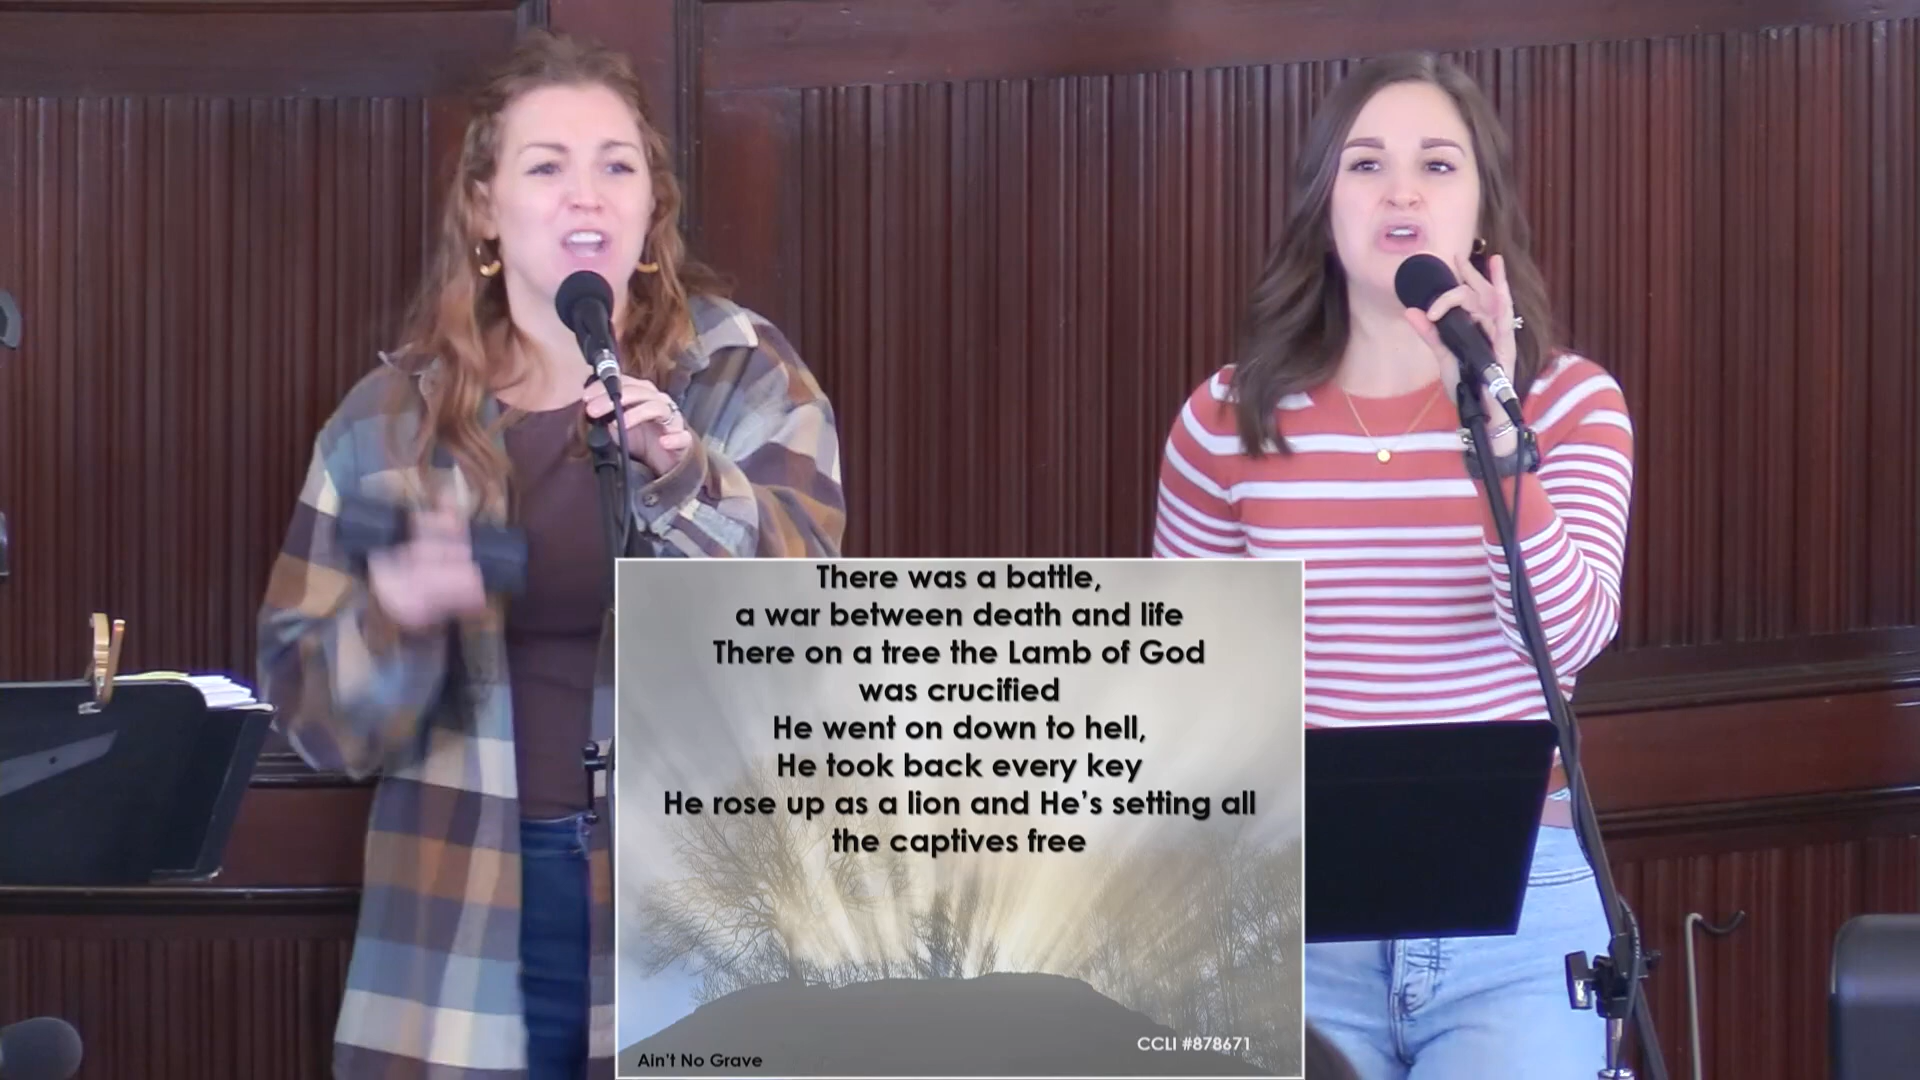 There was a battle,
a war between death and life
There on a tree the Lamb of God
was crucified
He went on down to hell,
He took back every key
He rose up as a lion and He's setting all
the captives free
CCLI #878671
Ain't No Grave